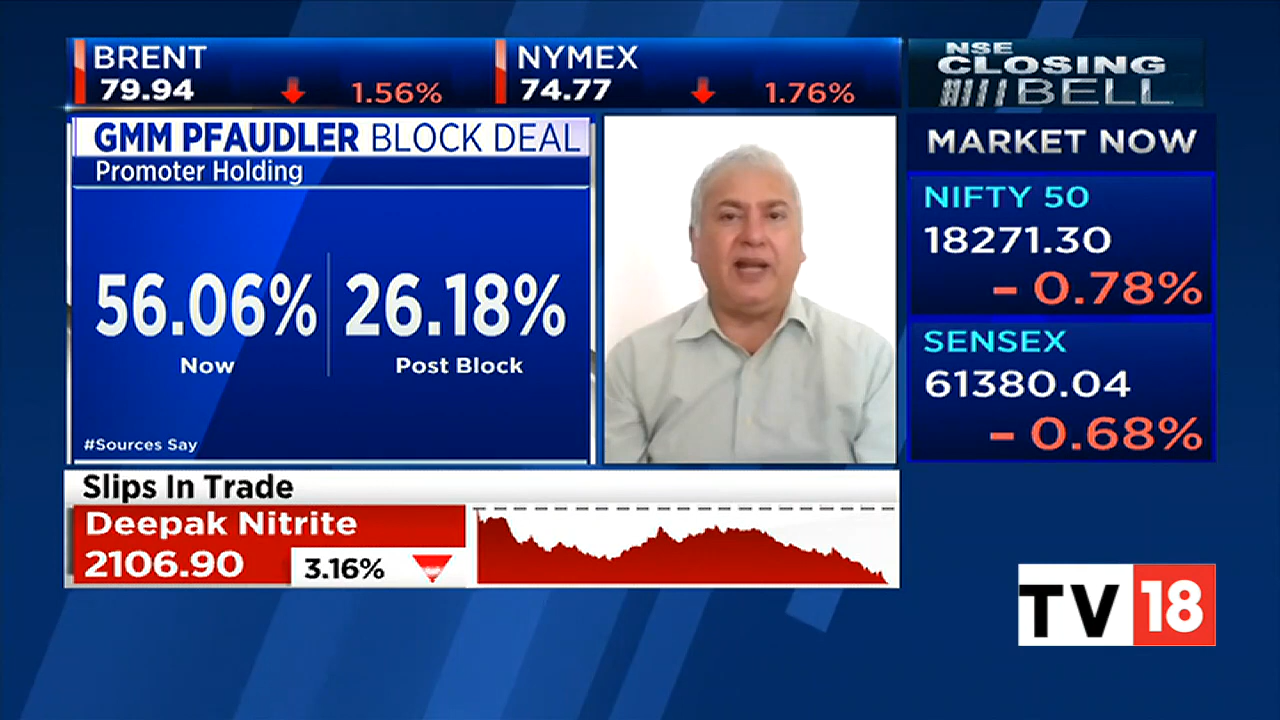 BRENT
79.94 1.56%
NYMEX
74.77 1.76%
NSE
CLOSING
BELL
GMM PFAUDLER BLOCK DEAL
Promoter Holding
56.06% 26.18%
Now Post Block
#Sources Say
MARKET NOW
NIFTY 50
18271.30
- 0.78%
SENSEX
61380.04
- 0.68%
Slips In Trade
Deepak Nitrite
2106.90 3.16%
TV18